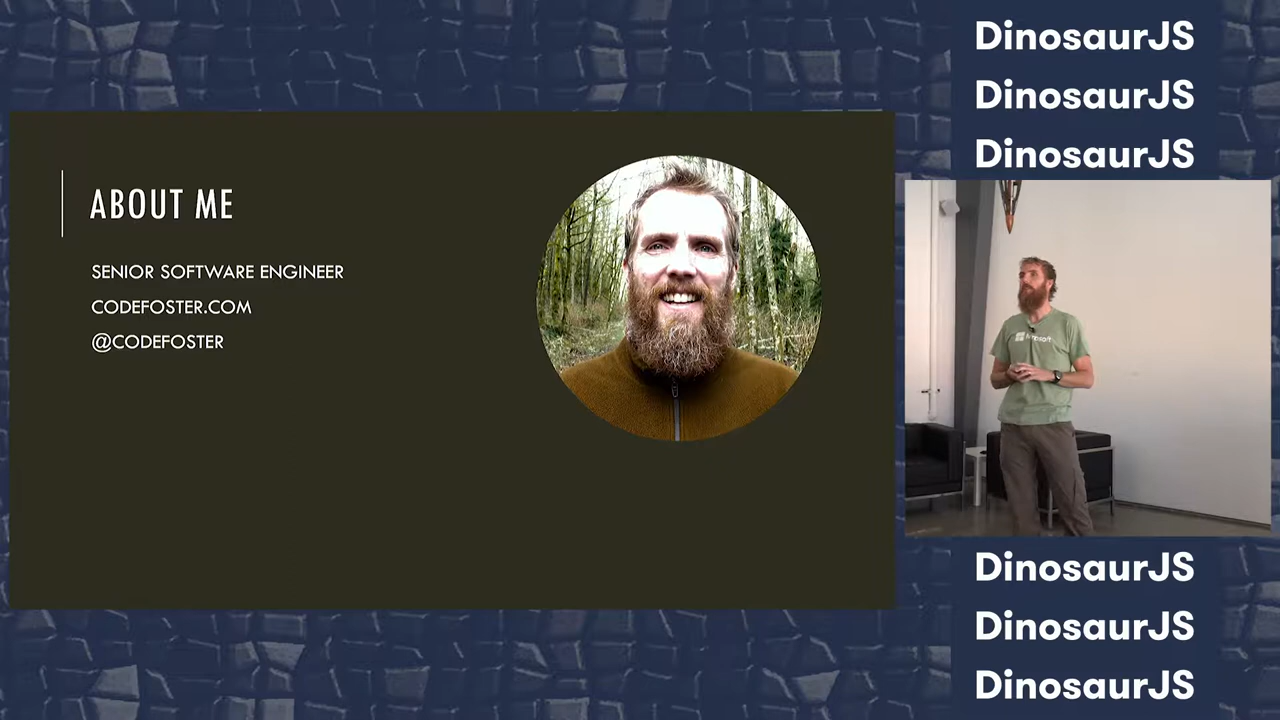 ABOUT ME
SENIOR SOFTWARE ENGINEER
CODEFOSTER.COM
@CODEFOSTER
DinosaurJS
DinosaurJS
DinosaurJS
DinosaurJS
DinosaurJS
DinosaurJS